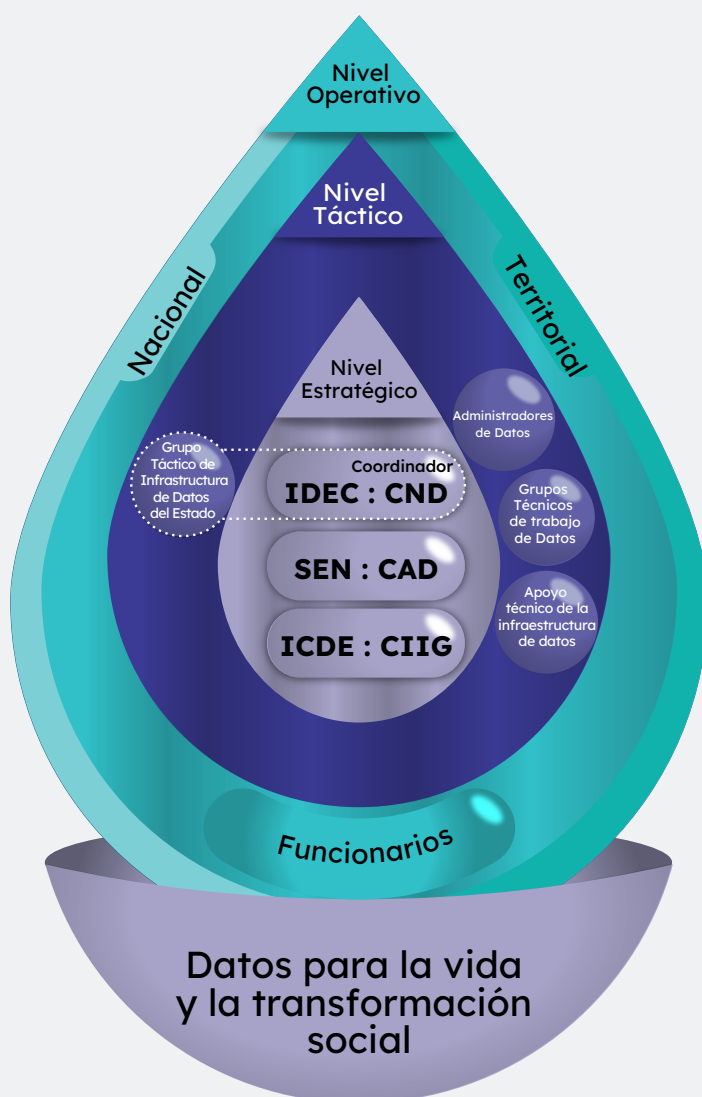 Nivel
Operativo
Nivel
Táctico
Nacional
Territorial
Nivel
Estratégico
Administradores
de Datos
Grupo
Táctico de
Infrastructura
de Datos
del Estado
Coordinador
IDEC : CND
Grupos
Técnicos
de trabajo
de Datos
SEN : CAD
Apoyo
técnico de la
infraestructura
de datos
ICDE : CIIG
Funcionarios
Datos para la vida
y la transformación
social